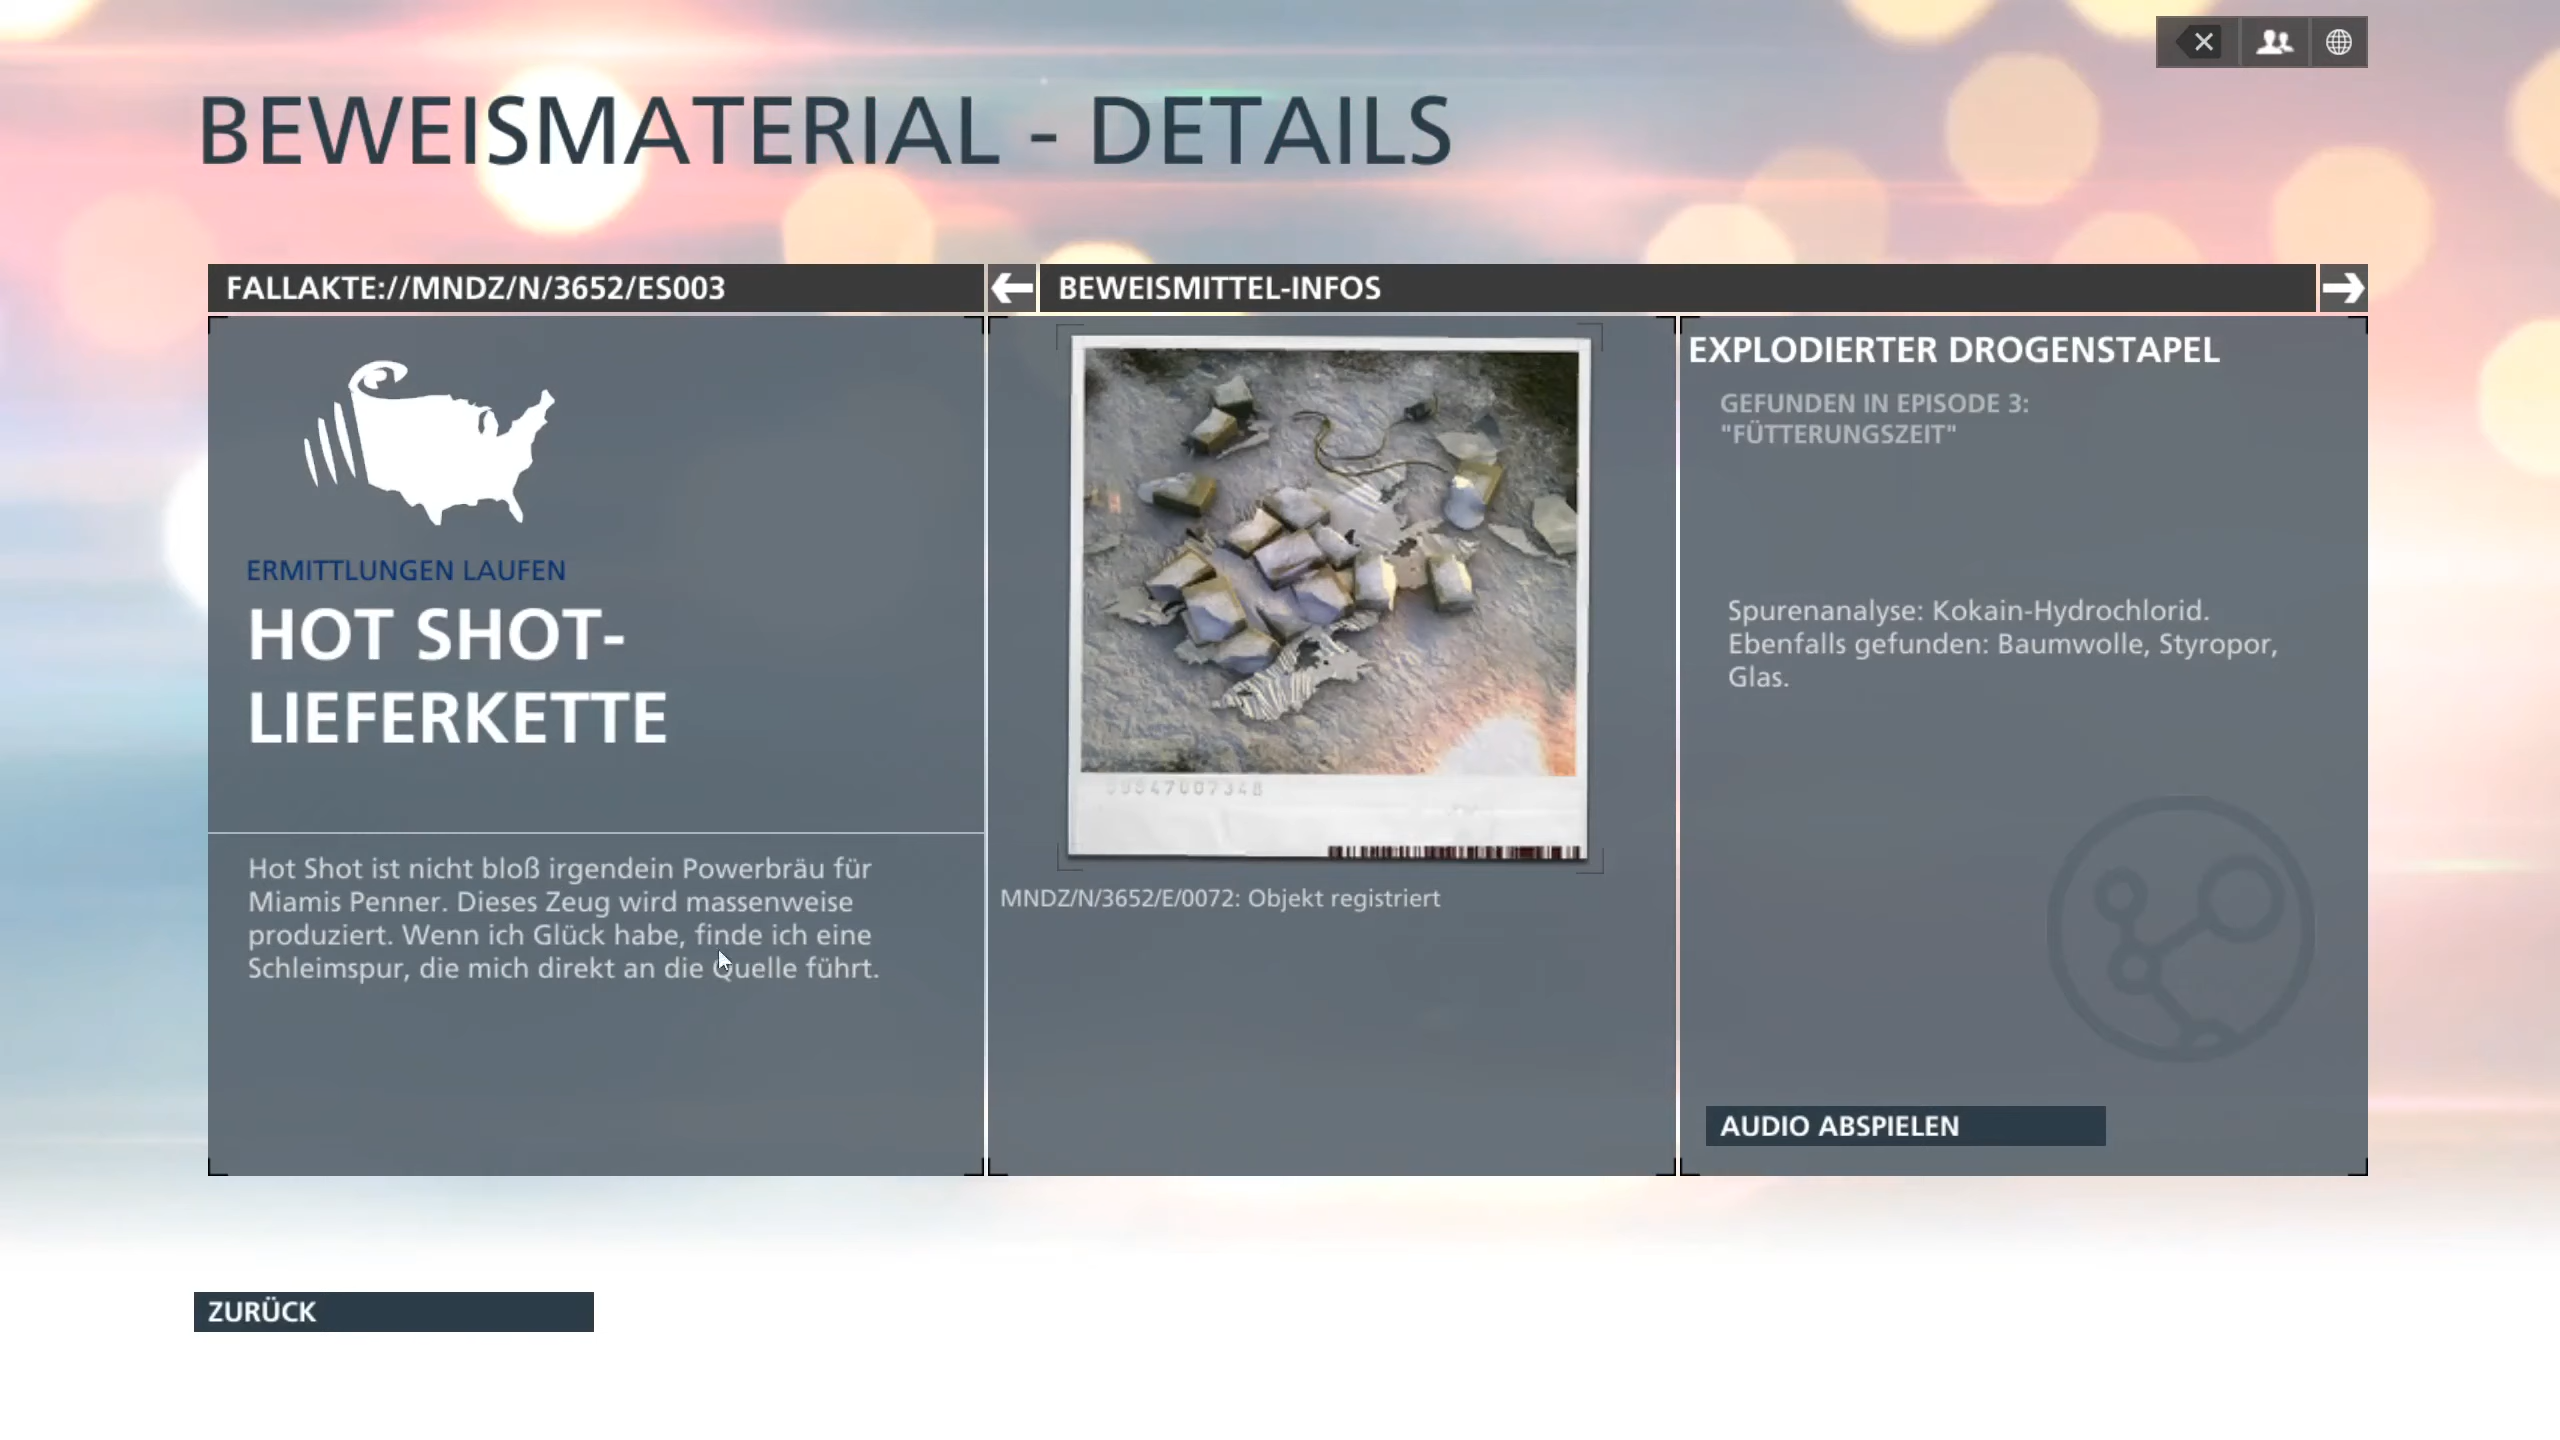 BEWEISMATERIAL - DETAILS
FALLAKTE://MNDZ/N/3652/ES003
ERMITTLUNGEN LAUFEN
HOT SHOT-
LIEFERKETTE
Hot Shot ist nicht bloß irgendein Powerbräu für
Miamis Penner. Dieses Zeug wird massenweise
produziert. Wenn ich Glück habe, finde ich eine
Schleimspur, die mich direkt an die Quelle führt.
BEWEISMITTEL-INFOS
MNDZ/N/3652/E/0072: Objekt registriert
EXPLODIERTER DROGENSTAPEL
GEFUNDEN IN EPISODE 3:
"FÜTTERUNGSZEIT"
Spurenanalyse: Kokain-Hydrochlorid.
Ebenfalls gefunden: Baumwolle, Styropor,
Glas.
AUDIO ABSPIELEN
ZURÜCK